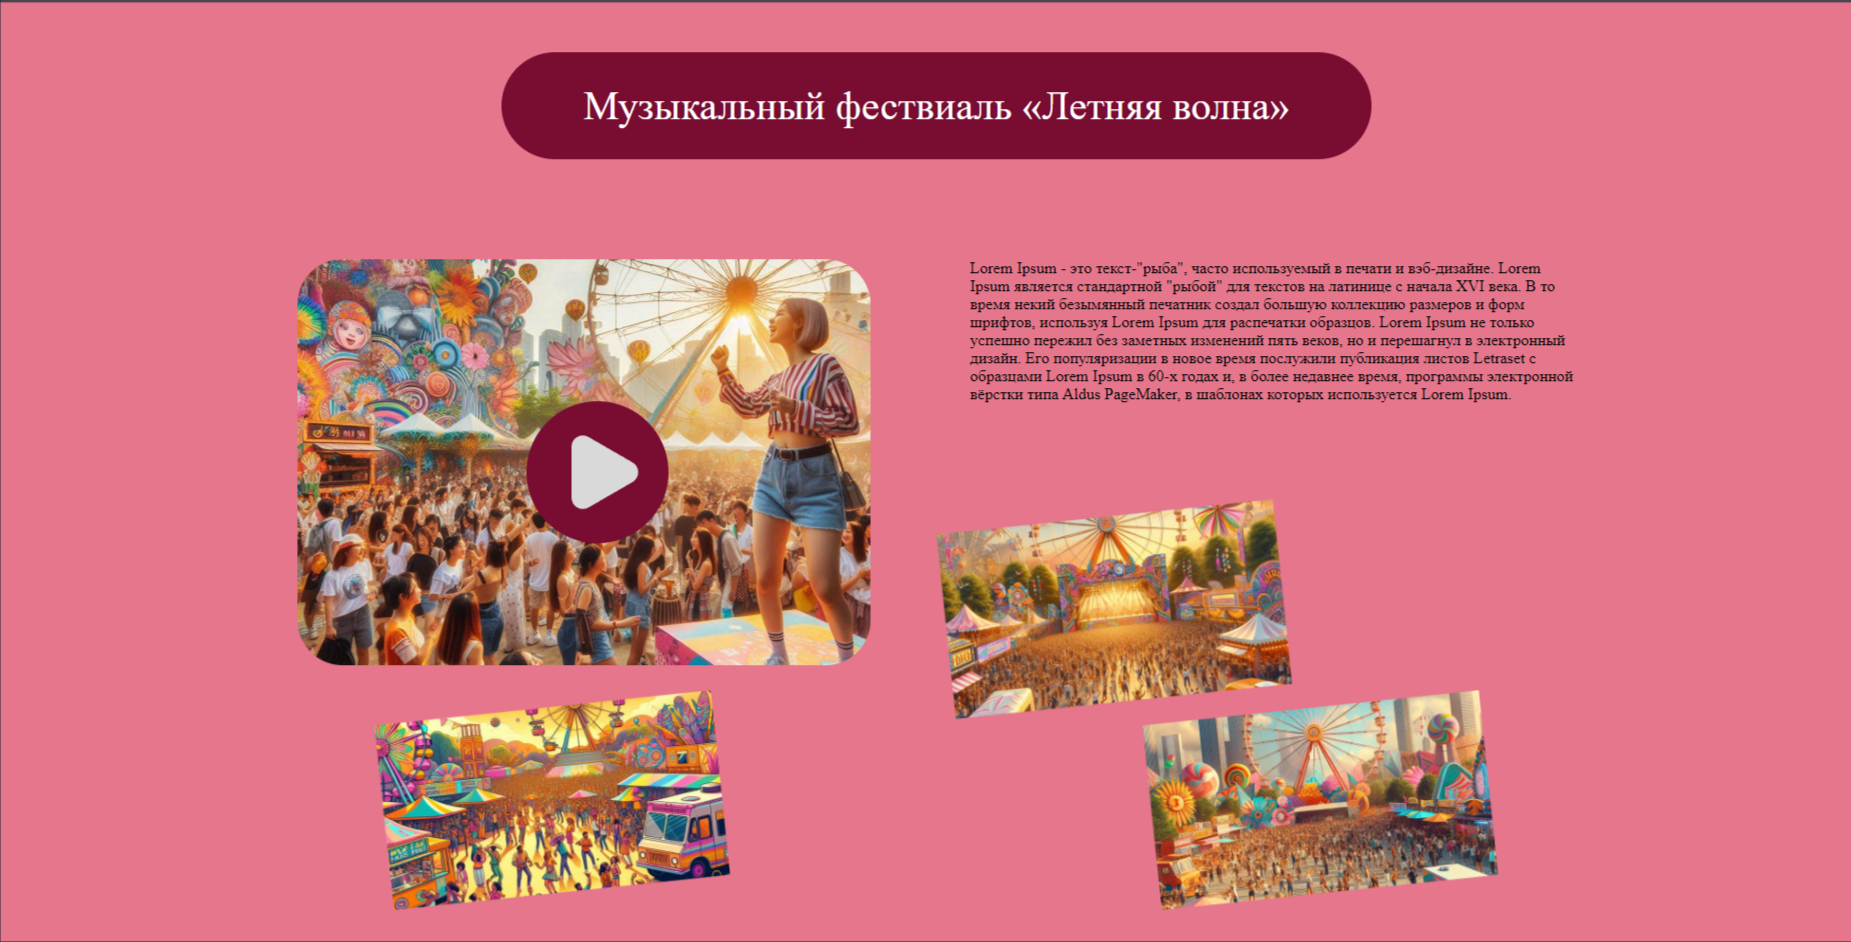 Музыкальный фествиаль «Летняя волна»
Lorem Ipsum - это текст-"рыба", часто используемый в печати и вэб-дизайне. Lorem
Ipsum является стандартной "рыбой" для текстов на латинице с начала XVI века. В то
время некий безымянный печатник создал большую коллекцию размеров и форм
шрифтов, используя Lorem Ipsum для распечатки образцов. Lorem Ipsum не только
успешно пережил без заметных изменений пять веков, но и перешагнул в электронный
дизайн. Его популяризации в новое время послужили публикация листов Letraset с
образцами Lorem Ipsum в 60-х годах и, в более недавнее время, программы электронной
вёрстки типа Aldus PageMaker, в шаблонах которых используется Lorem Ipsum.